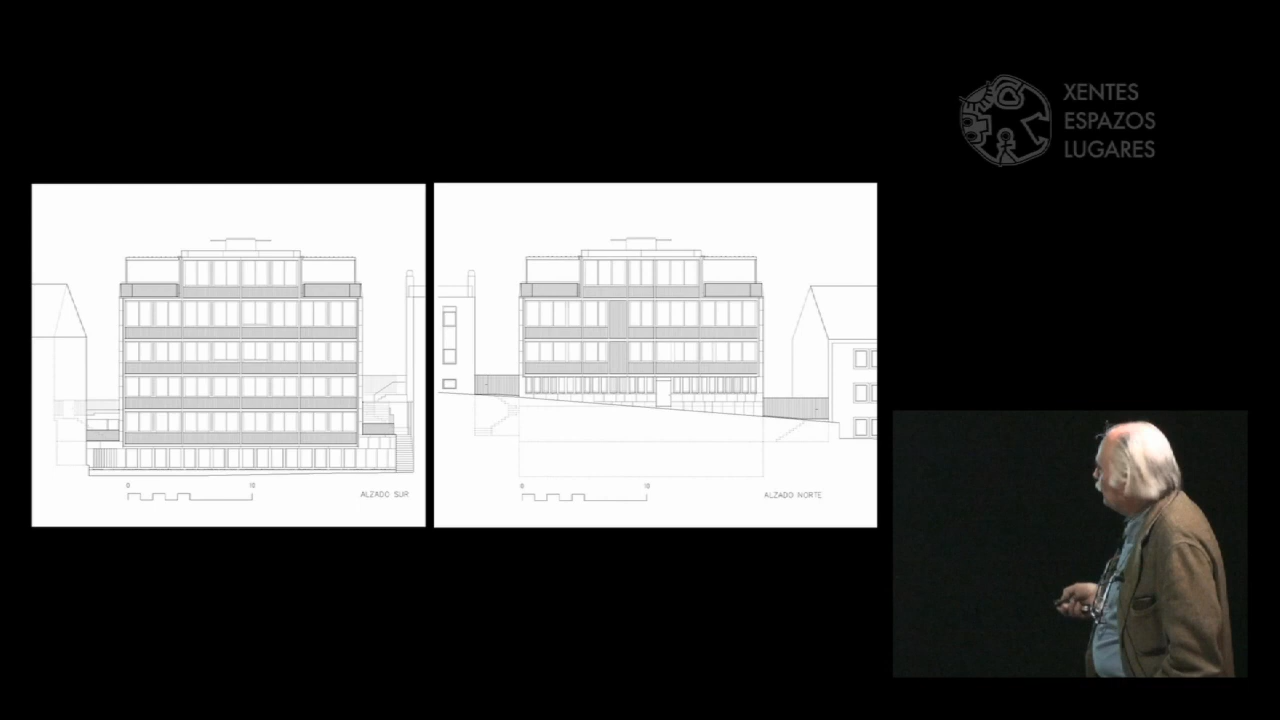 XENTES
ESPAZOS
LUGARES
0 10
ALZADO SUR
0 10
ALZADO NORTE